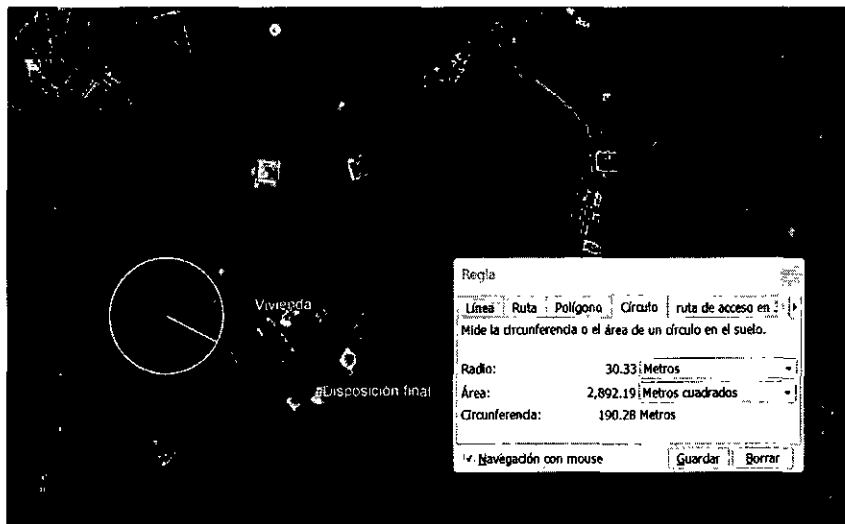 Vivienda
Disposición final
Regla
Línea Ruta Polígono Círculo ruta de acceso en
Mide la circunferencia o el área de un círculo en el suelo.
Radio: 30.33 Metros
Área: 2,892.19 Metros cuadrados
Circunferencia: 190.28 Metros
Navegación con mouse Guardar Borrar